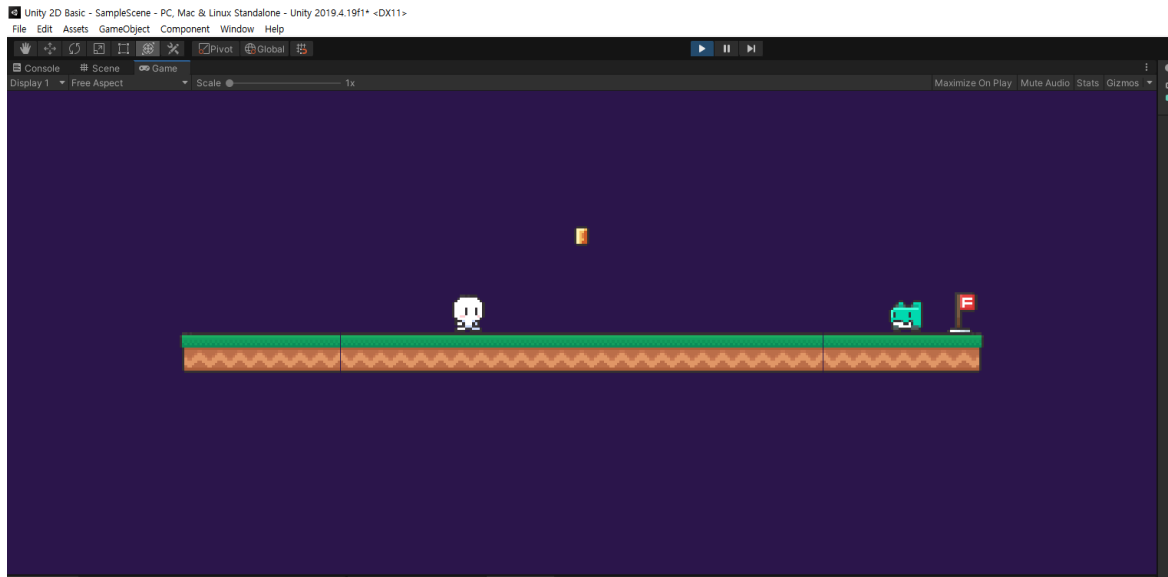 Unity 2D Basic - SampleScene - PC, Mac & Linux Standalone - Unity 2019.4.19f1* <DX11>
File Edit Assets GameObject Component Window Help
Pivot Global
Console Scene Game
Display 1 Free Aspect Scale 1x Maximize On Play Mute Audio Stats Gizmos
F